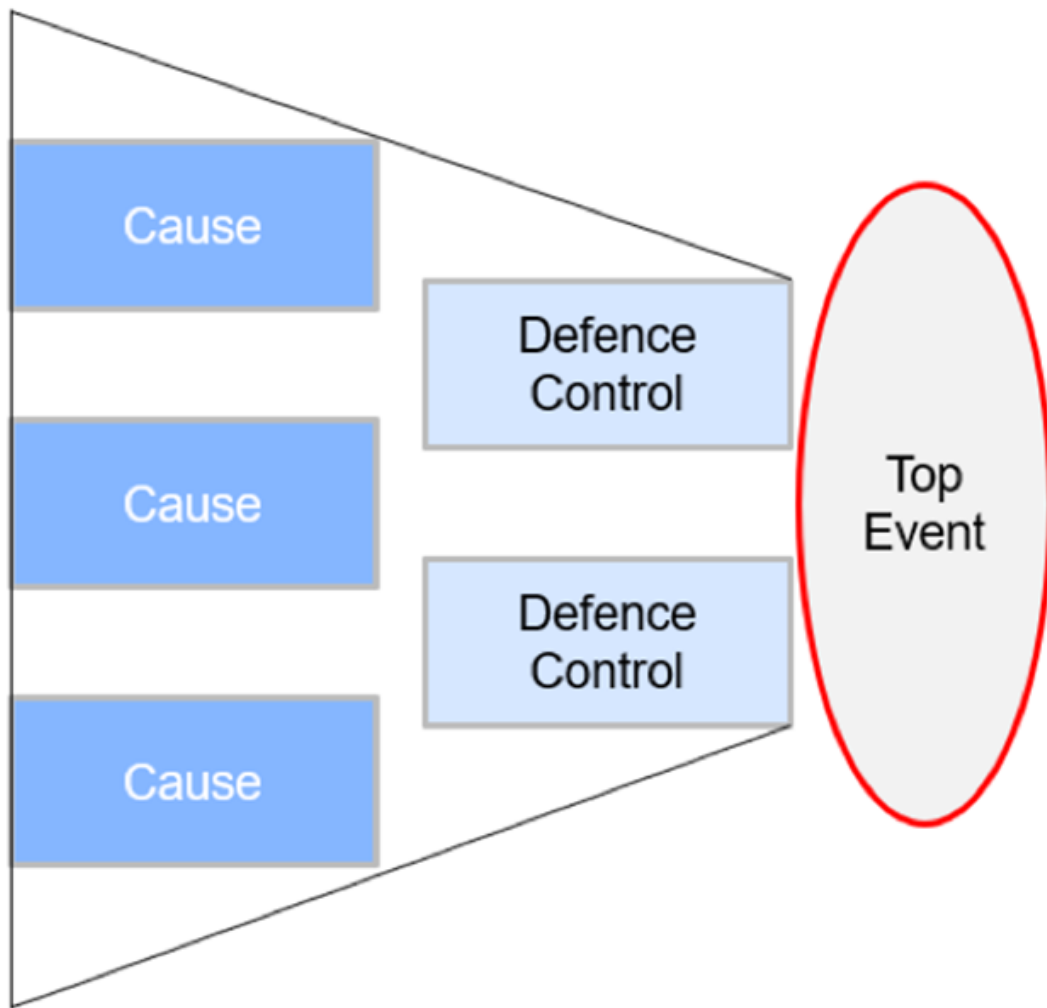 Cause
Defence
Control
Cause
Top
Event
Defence
Control
Cause